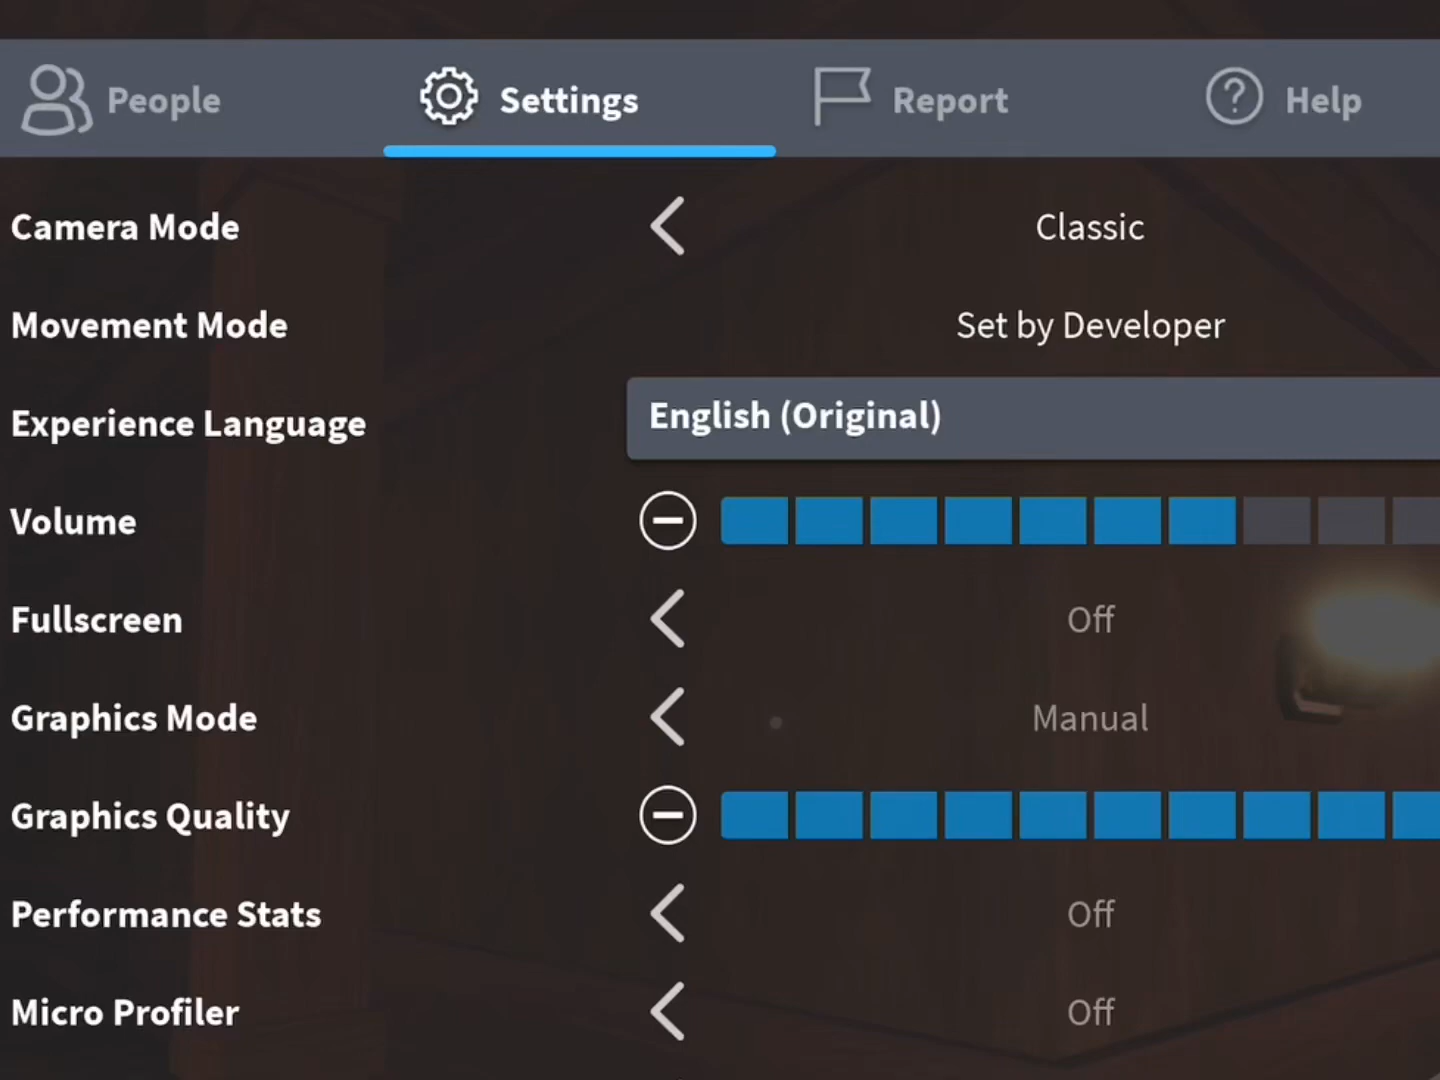 People
Settings
Report
Help
Camera Mode
Classic
Movement Mode
Set by Developer
Experience Language
English (Original)
Volume
Fullscreen
Off
Graphics Mode
Manual
Graphics Quality
Performance Stats
Off
Micro Profiler
Off